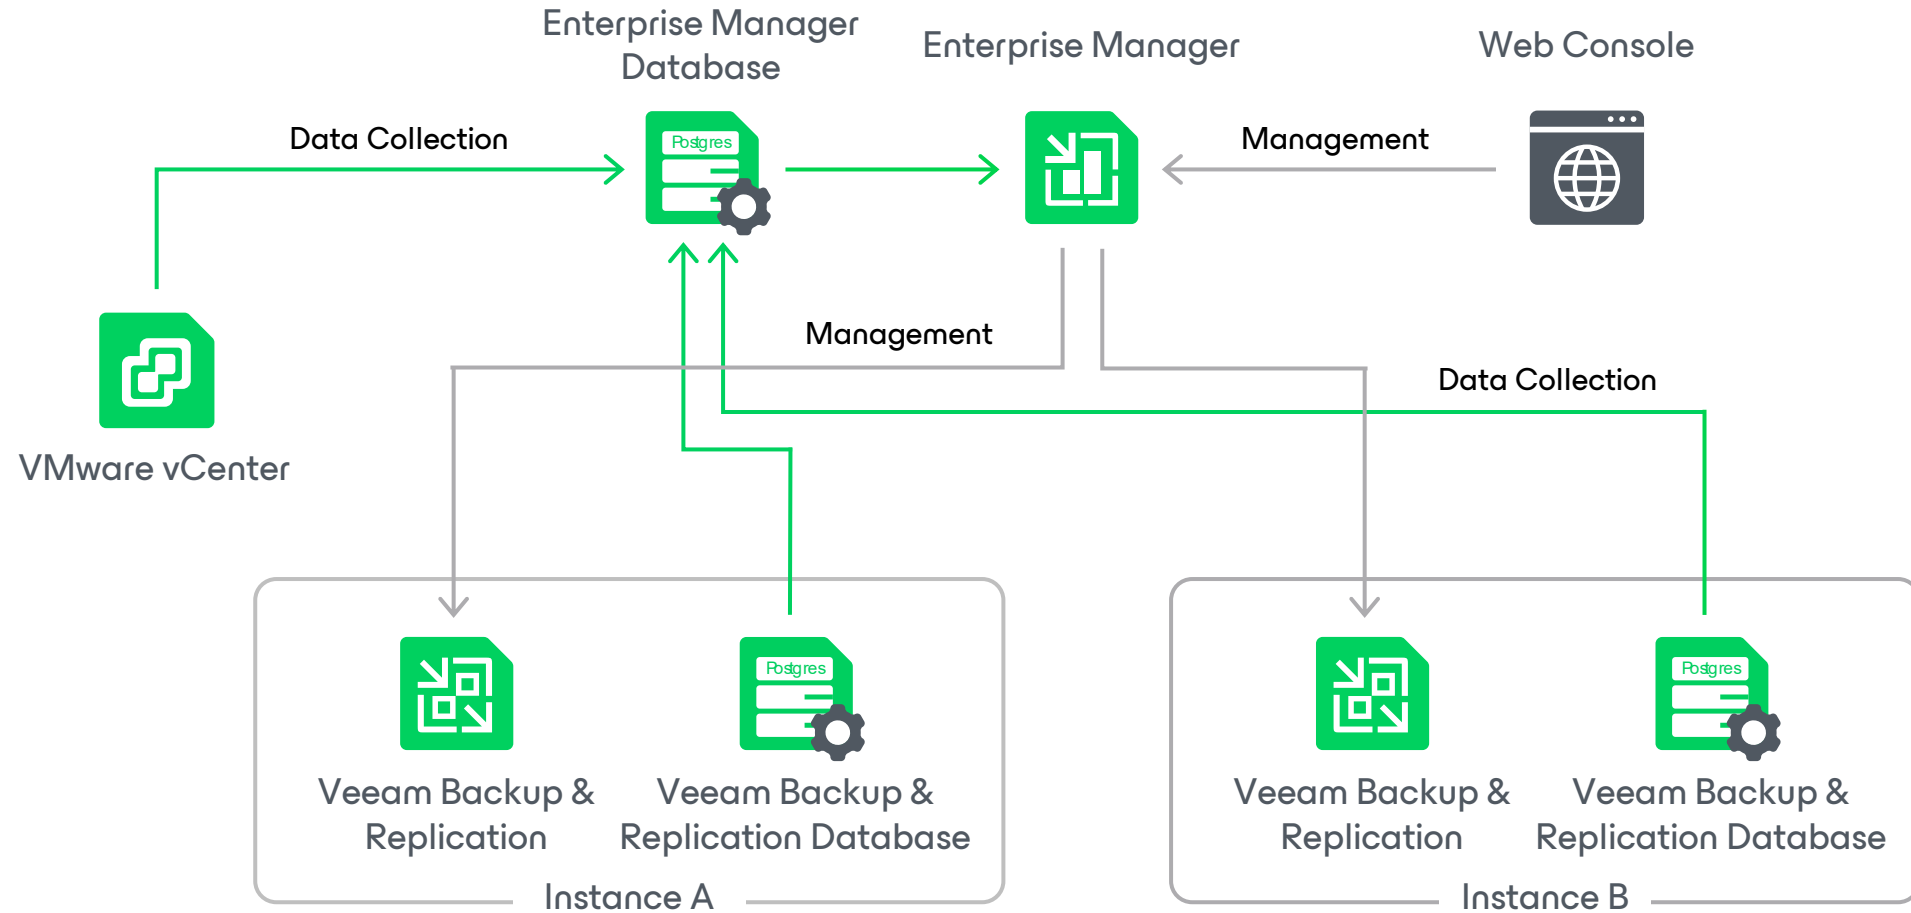 Enterprise Manager
Database
Enterprise Manager
Web Console
Data Collection
Postgres
Management
Management
Data Collection
VMware vCenter
Postgres
Postgres
Veeam Backup &
Replication
Veeam Backup &
Replication Database
Veeam Backup &
Replication
Veeam Backup &
Replication Database
Instance A
Instance B